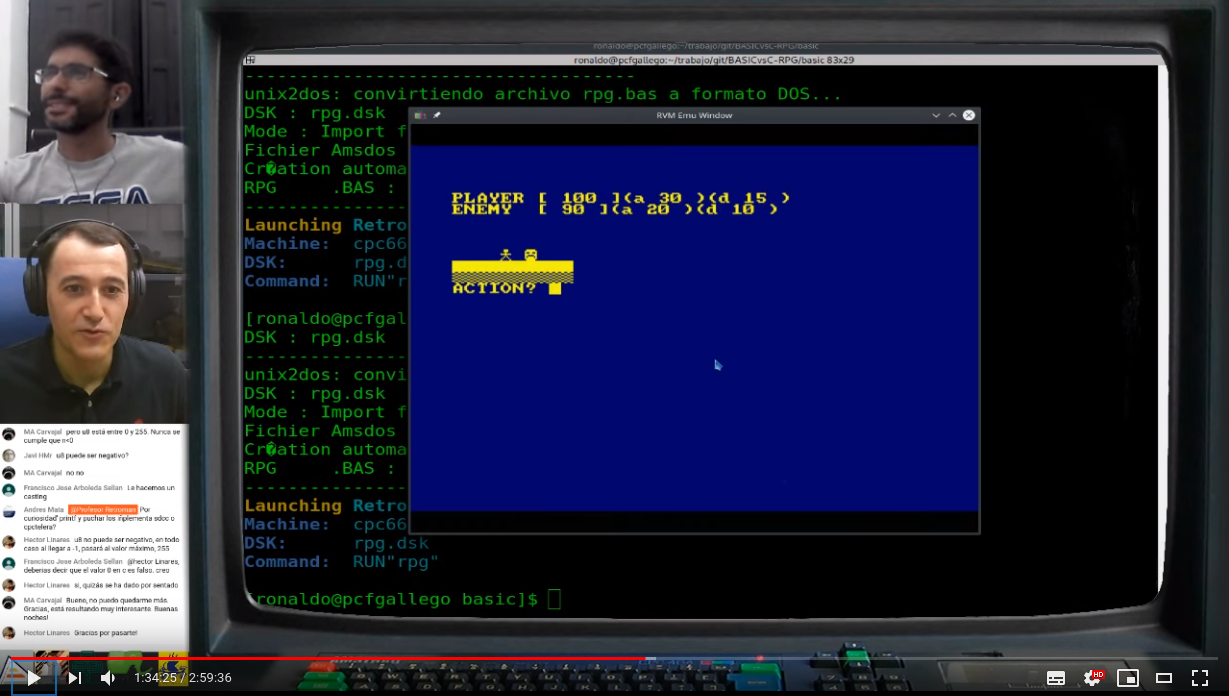 ronaldo@pcfgallego:~/trabajo/git/BASICvsC-RPG/basic
ronaldo@pcfgallego:~/trabajo/git/BASICvsC-RPG/basic 83x29
------------------------------------
unix2dos: convirtiendo archivo rpg.bas a formato DOS...
DSK : rpg.dsk
Mode : Import f
Fichier Amsdos
Cr�ation automa
RPG     .BAS :
Launching Retro
Machine:  cpc66
DSK:      rpg.d
Command:  RUN"r
[ronaldo@pcfgal
DSK : rpg.dsk
unix2dos: convi
DSK : rpg.dsk
Mode : Import f
Fichier Amsdos
Cr�ation automa
RPG     .BAS :
Launching Retro
Machine:  cpc66
DSK:      rpg.dsk
Command:  RUN"rpg"
[ronaldo@pcfgallego basic]$
RVM Emu Window
PLAYER [ 100 ](a 30 )(d 15 )
ENEMY  [ 90 ](a 20 )(d 10 )
ACTION?
MA Carvajal pero u8 está entre 0 y 255. Nunca se
cumple que n<0
Javi HMr u8 puede ser negativo?
MA Carvajal no no
Francisco Jose Arboleda Sellan Le hacemos un
casting
Andres Mata @Profesor Retroman Por
curiosidad printf y puchar los inplementa sdcc o
cpctelera?
Hector Linares u8 no puede ser negativo, en todo
caso al llegar a -1, pasará al valor máximo, 255
Francisco Jose Arboleda Sellan @hector Linares,
deberias decir que el valor 0 en c es falso. creo
Hector Linares si, quizás se ha dado por sentado
MA Carvajal Bueno, no puedo quedarme más.
Gracias, está resultando muy interesante. Buenas
noches!
Hector Linares Gracias por pasarte!
1:34:25 / 2:59:36
HD